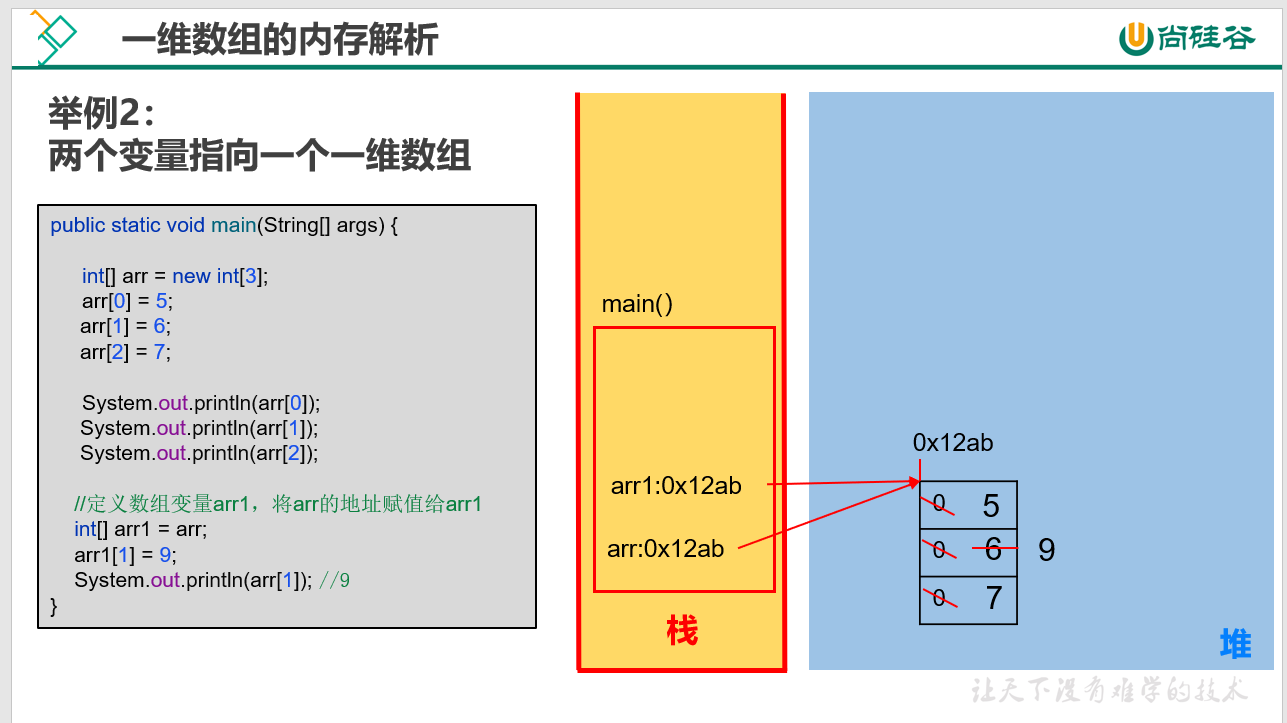 一维数组的内存解析
尚硅谷
举例2：
两个变量指向一个一维数组
public static void main(String[] args) {
int[] arr = new int[3];
arr[0] = 5;
arr[1] = 6;
arr[2] = 7;
System.out.println(arr[0]);
System.out.println(arr[1]);
System.out.println(arr[2]);
//定义数组变量arr1，将arr的地址赋值给arr1
int[] arr1 = arr;
arr1[1] = 9;
System.out.println(arr[1]); //9
}
main()
arr1:0x12ab
arr:0x12ab
栈
0x12ab
0 5
0 6 9
0 7
堆
让天下没有难学的技术